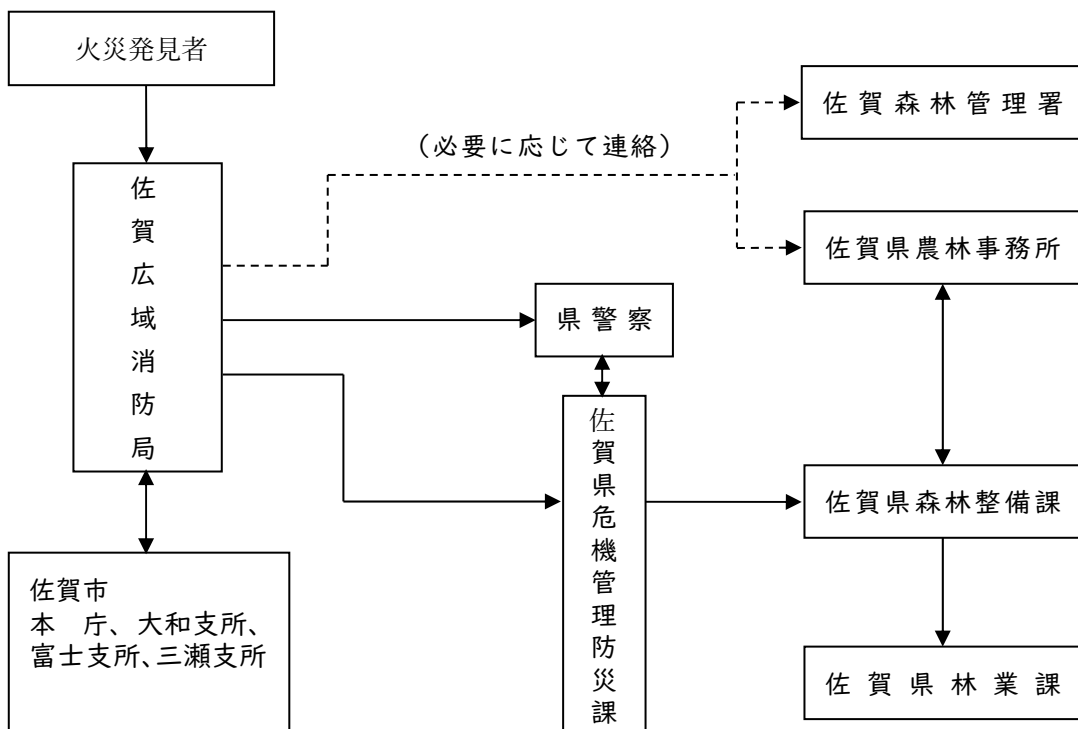 火災発見者
佐賀森林管理署
(必要に応じて連絡)
佐賀広域消防局
佐賀県農林事務所
県警察
佐賀県危機管理防災課
佐賀県森林整備課
佐賀市
本　庁、大和支所、
富士支所、三瀬支所
佐賀県林業課